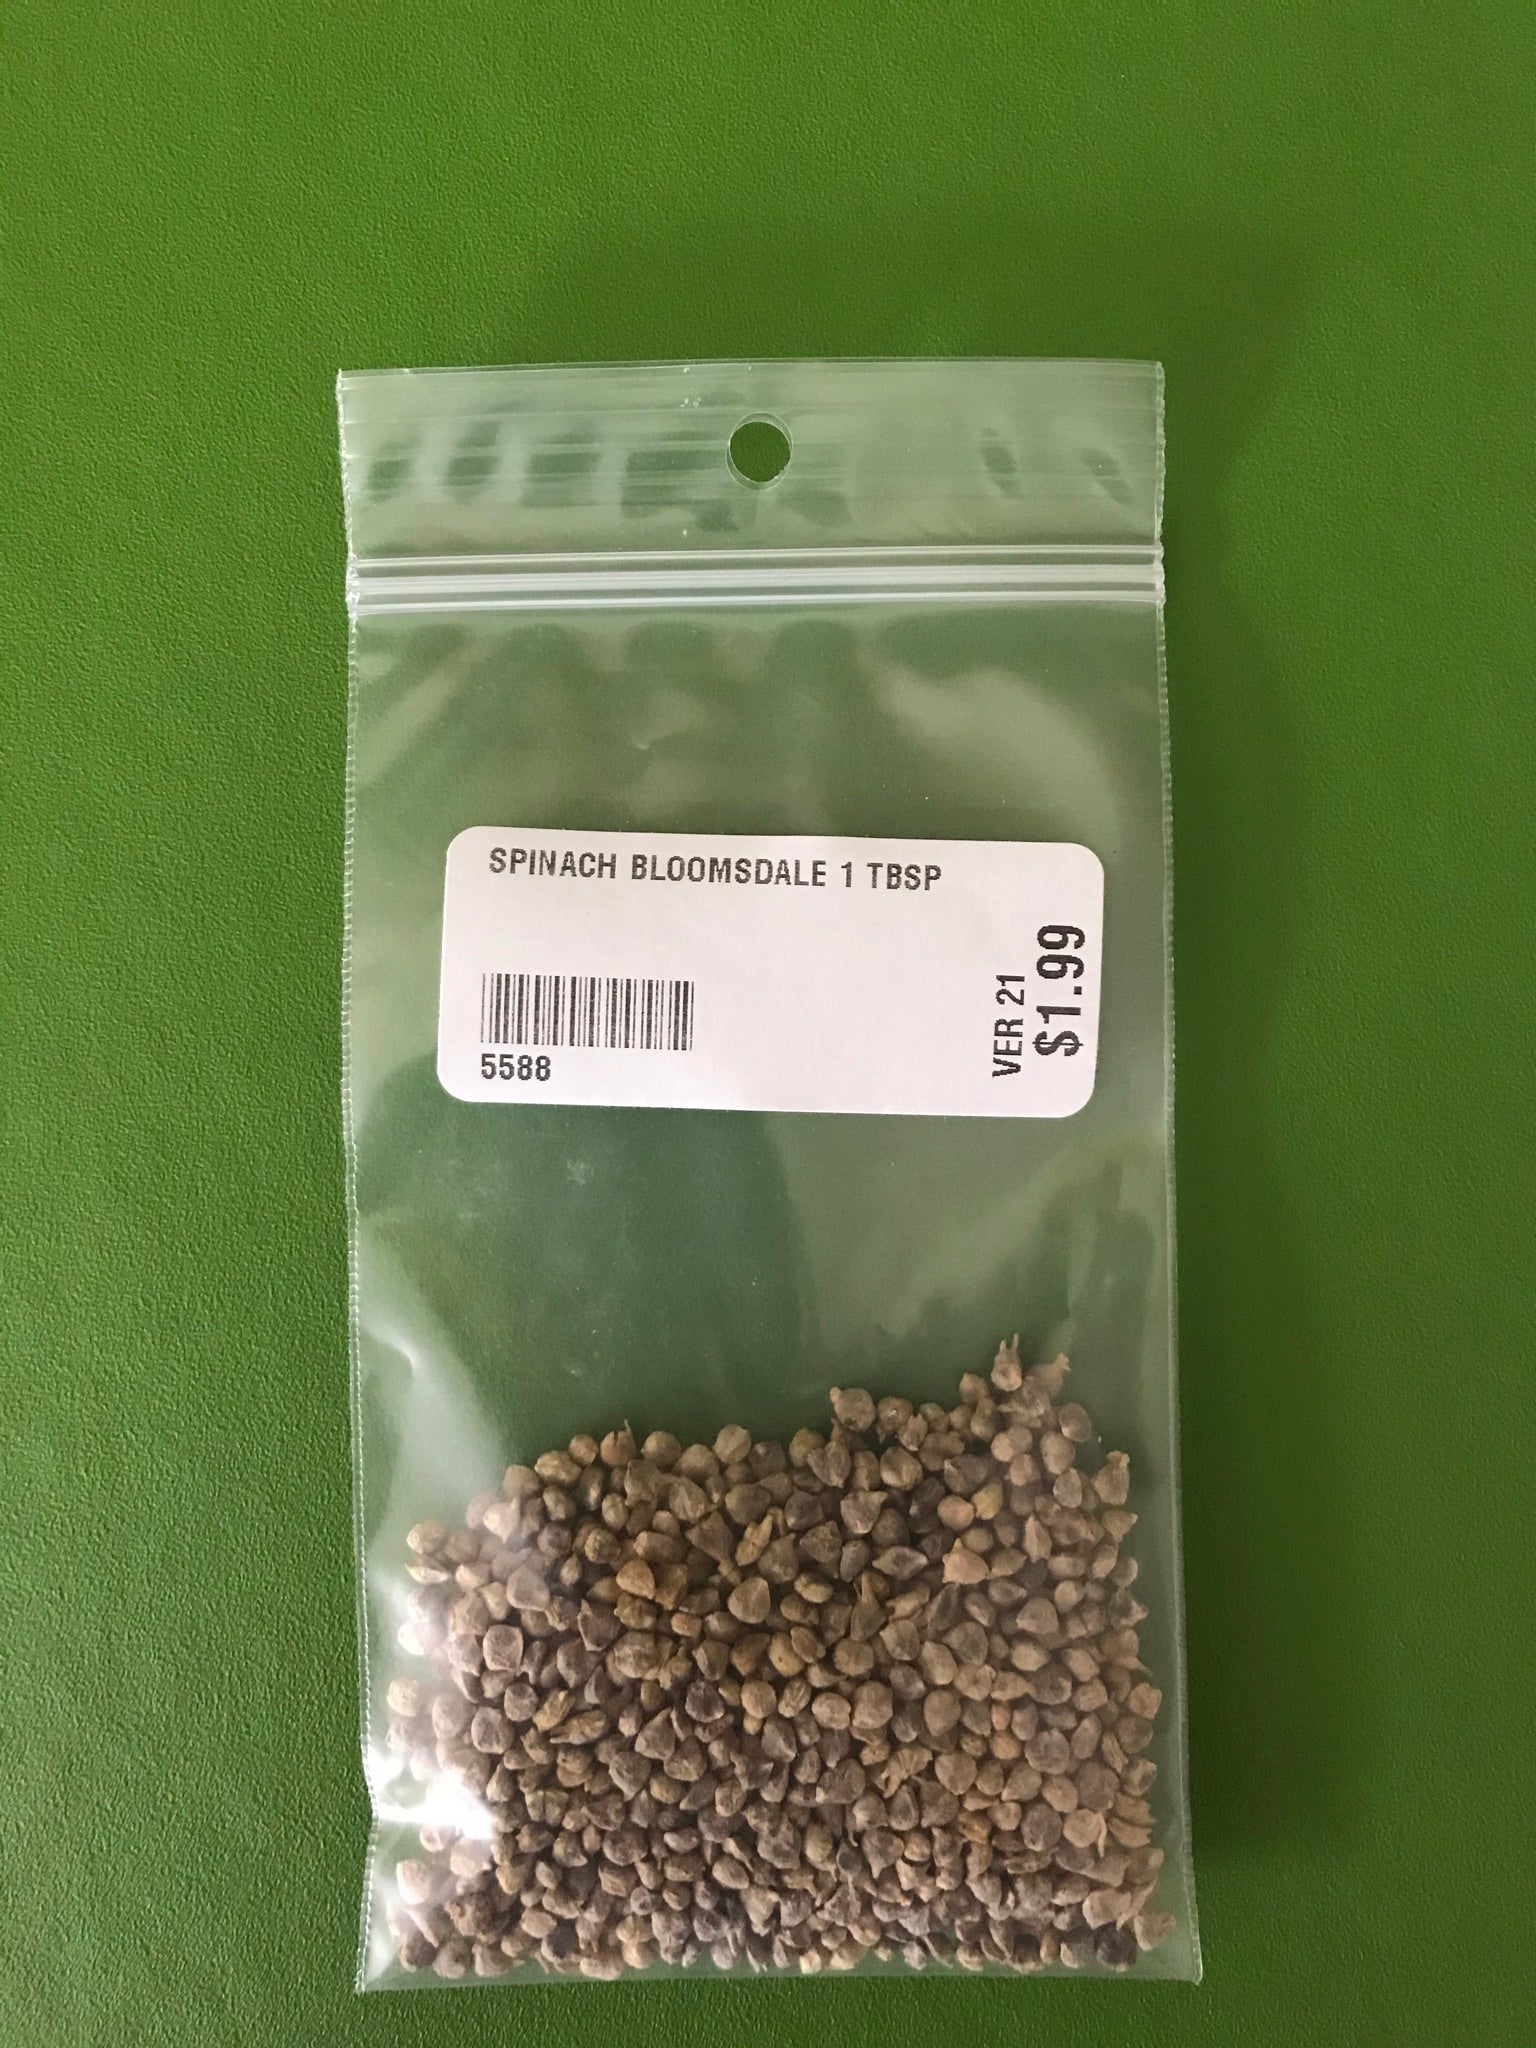 SPINACH BLOOMSDALE 1 TBSP
5588
VER 21
$1.99